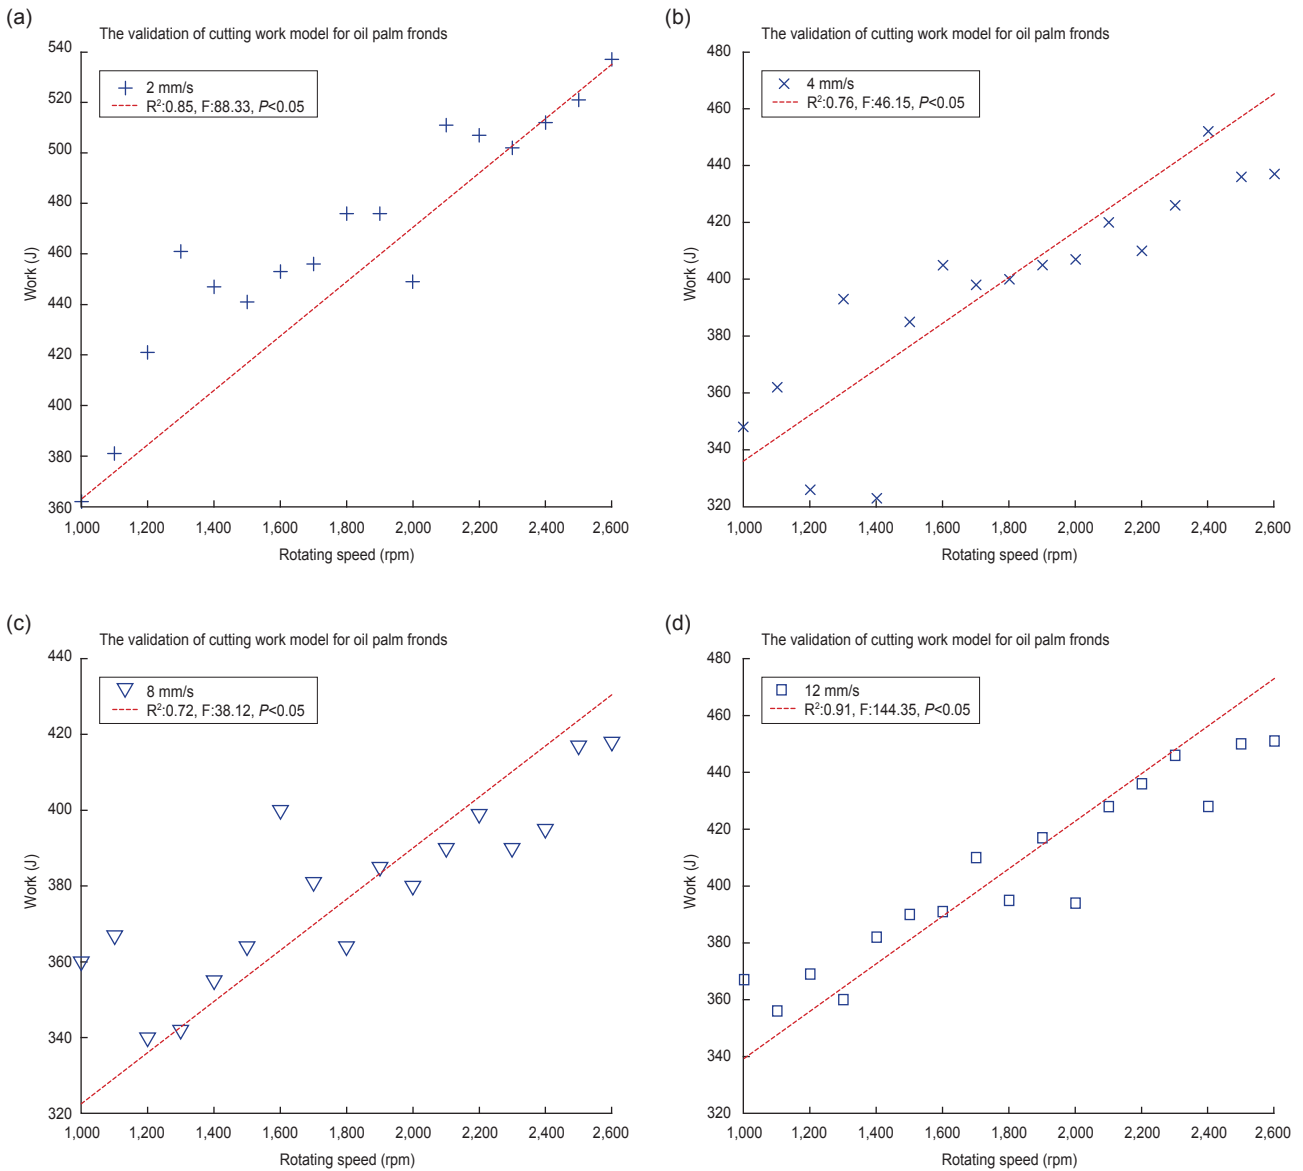 (a)
The validation of cutting work model for oil palm fronds
540
520
500
480
460
440
420
400
380
360
Work (J)
2 mm/s
R²:0.85, F:88.33, P<0.05
1,000 1,200 1,400 1,600 1,800 2,000 2,200 2,400 2,600
Rotating speed (rpm)
(b)
The validation of cutting work model for oil palm fronds
480
460
440
420
400
380
360
340
320
Work (J)
4 mm/s
R²:0.76, F:46.15, P<0.05
1,000 1,200 1,400 1,600 1,800 2,000 2,200 2,400 2,600
Rotating speed (rpm)
(c)
The validation of cutting work model for oil palm fronds
440
420
400
380
360
340
320
Work (J)
8 mm/s
R²:0.72, F:38.12, P<0.05
1,000 1,200 1,400 1,600 1,800 2,000 2,200 2,400 2,600
Rotating speed (rpm)
(d)
The validation of cutting work model for oil palm fronds
480
460
440
420
400
380
360
340
320
Work (J)
12 mm/s
R²:0.91, F:144.35, P<0.05
1,000 1,200 1,400 1,600 1,800 2,000 2,200 2,400 2,600
Rotating speed (rpm)